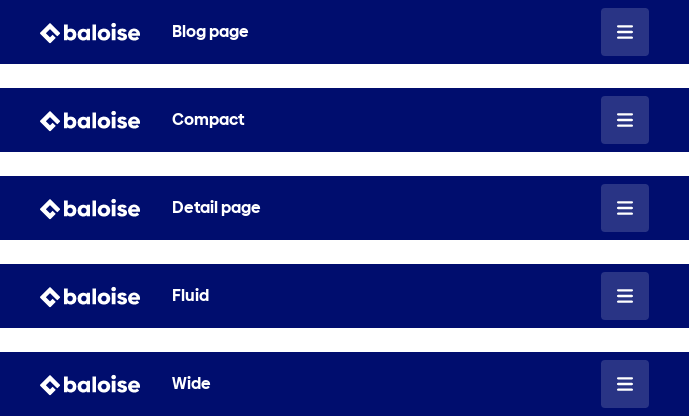 baloise Blog page
baloise Compact
baloise Detail page
baloise Fluid
baloise Wide